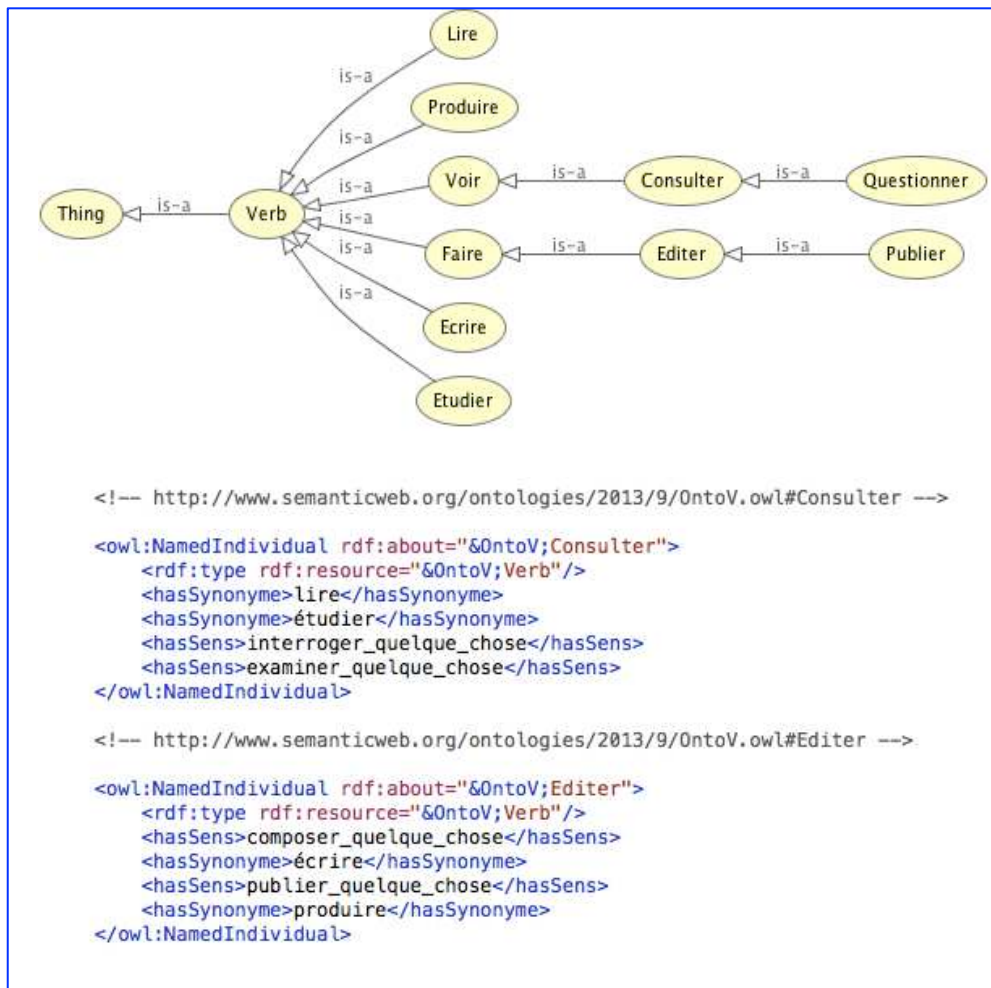 Lire
is-a
Produire
is-a
Thing is-a Verb is-a Voir is-a Consulter is-a Questionner
is-a Faire is-a Editer is-a Publier
is-a
is-a
Ecrire
Etudier
<!-- http://www.semanticweb.org/ontologies/2013/9/OntoV.owl#Consulter -->
<owl:NamedIndividual rdf:about="&OntoV;Consulter">
<rdf:type rdf:resource="&OntoV;Verb"/>
<hasSynonyme>lire</hasSynonyme>
<hasSynonyme>étudier</hasSynonyme>
<hasSens>interroger_quelque_chose</hasSens>
<hasSens>examiner_quelque_chose</hasSens>
</owl:NamedIndividual>
<!-- http://www.semanticweb.org/ontologies/2013/9/OntoV.owl#Editer -->
<owl:NamedIndividual rdf:about="&OntoV;Editer">
<rdf:type rdf:resource="&OntoV;Verb"/>
<hasSens>composer_quelque_chose</hasSens>
<hasSynonyme>écrire</hasSynonyme>
<hasSens>publier_quelque_chose</hasSens>
<hasSynonyme>produire</hasSynonyme>
</owl:NamedIndividual>